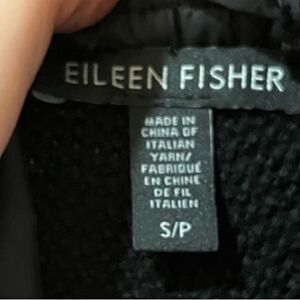 EILEEN FISHER
MADE IN
CHINA OF
ITALIAN
YARN/
FABRIQUÉ
EN CHINE
DE FIL
ITALIEN
S/P